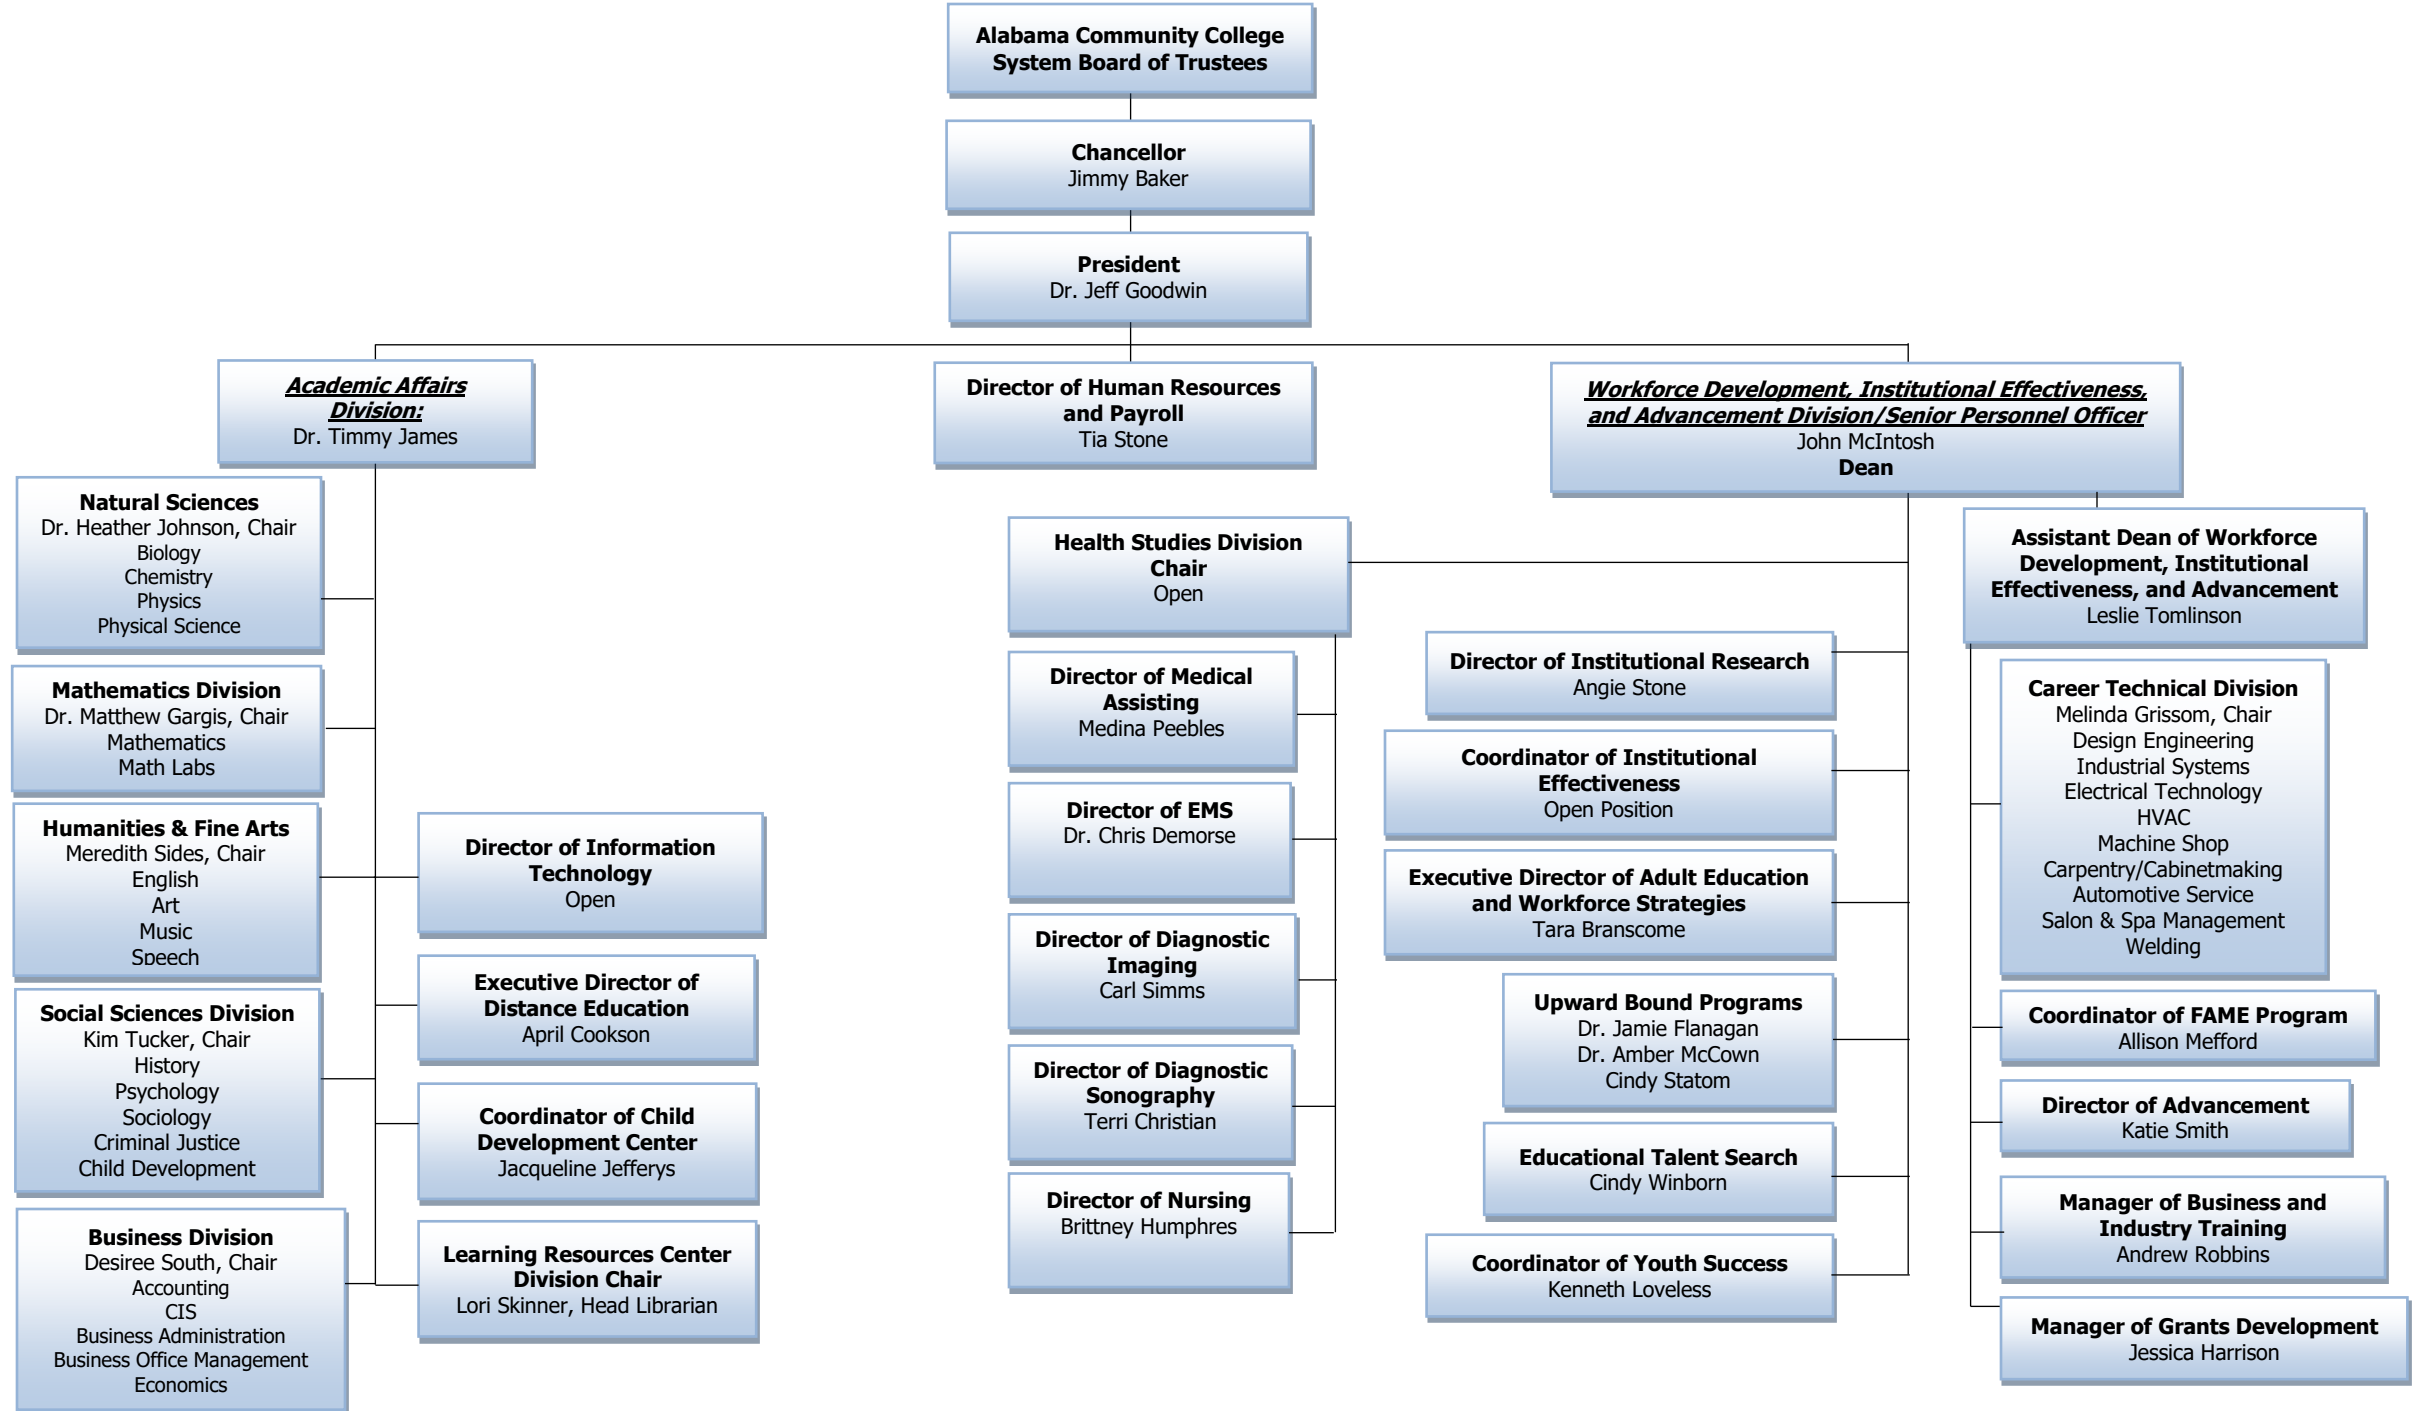 Alabama Community College
System Board of Trustees
Chancellor
Jimmy Baker
President
Dr. Jeff Goodwin
Academic Affairs
Division:
Dr. Timmy James
Director of Human Resources
and Payroll
Tia Stone
Workforce Development, Institutional Effectiveness,
and Advancement Division/Senior Personnel Officer
John McIntosh
Dean
Natural Sciences
Dr. Heather Johnson, Chair
Biology
Chemistry
Physics
Physical Science
Mathematics Division
Dr. Matthew Gargis, Chair
Mathematics
Math Labs
Humanities & Fine Arts
Meredith Sides, Chair
English
Art
Music
Speech
Social Sciences Division
Kim Tucker, Chair
History
Psychology
Sociology
Criminal Justice
Child Development
Business Division
Desiree South, Chair
Accounting
CIS
Business Administration
Business Office Management
Economics
Director of Information
Technology
Open
Executive Director of
Distance Education
April Cookson
Coordinator of Child
Development Center
Jacqueline Jefferys
Learning Resources Center
Division Chair
Lori Skinner, Head Librarian
Health Studies Division
Chair
Open
Director of Medical
Assisting
Medina Peebles
Director of EMS
Dr. Chris Demorse
Director of Diagnostic
Imaging
Carl Simms
Director of Diagnostic
Sonography
Terri Christian
Director of Nursing
Brittney Humphres
Director of Institutional Research
Angie Stone
Coordinator of Institutional
Effectiveness
Open Position
Executive Director of Adult Education
and Workforce Strategies
Tara Branscome
Upward Bound Programs
Dr. Jamie Flanagan
Dr. Amber McCown
Cindy Statom
Educational Talent Search
Cindy Winborn
Coordinator of Youth Success
Kenneth Loveless
Assistant Dean of Workforce
Development, Institutional
Effectiveness, and Advancement
Leslie Tomlinson
Career Technical Division
Melinda Grissom, Chair
Design Engineering
Industrial Systems
Electrical Technology
HVAC
Machine Shop
Carpentry/Cabinetmaking
Automotive Service
Salon & Spa Management
Welding
Coordinator of FAME Program
Allison Mefford
Director of Advancement
Katie Smith
Manager of Business and
Industry Training
Andrew Robbins
Manager of Grants Development
Jessica Harrison